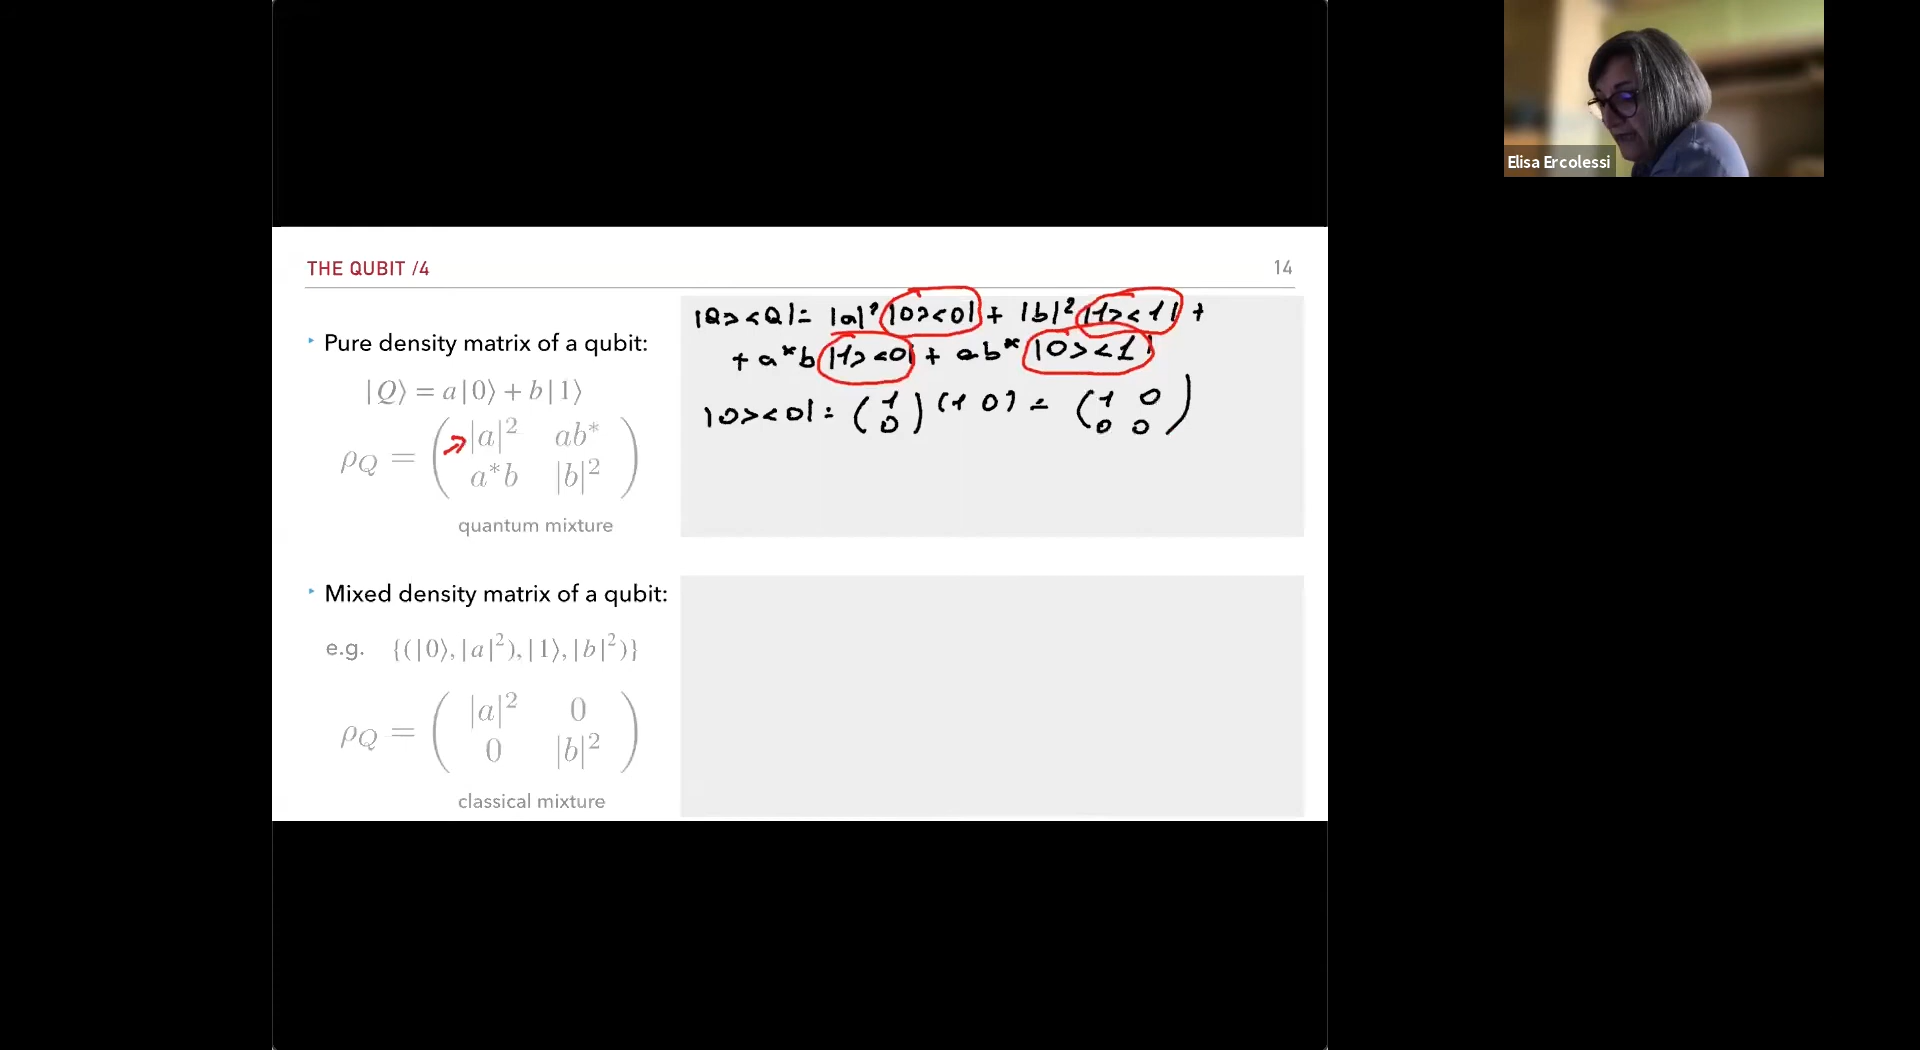 Elisa Ercolessi
THE QUBIT /4
14
‣ Pure density matrix of a qubit:
|Q⟩ = a|0⟩ + b|1⟩
ρ_Q = ( |a|² ab*
a*b |b|² )
quantum mixture
|Q><Q| = |a|² |0><0| + |b|² |1><1| +
+ a*b |1><0| + ab* |0><1|
|0><0| = (1 0) (1 0) = (1 0
0 0)
‣ Mixed density matrix of a qubit:
e.g. {(|0⟩, |a|²), |1⟩, |b|²)}
ρ_Q = ( |a|² 0
0 |b|² )
classical mixture